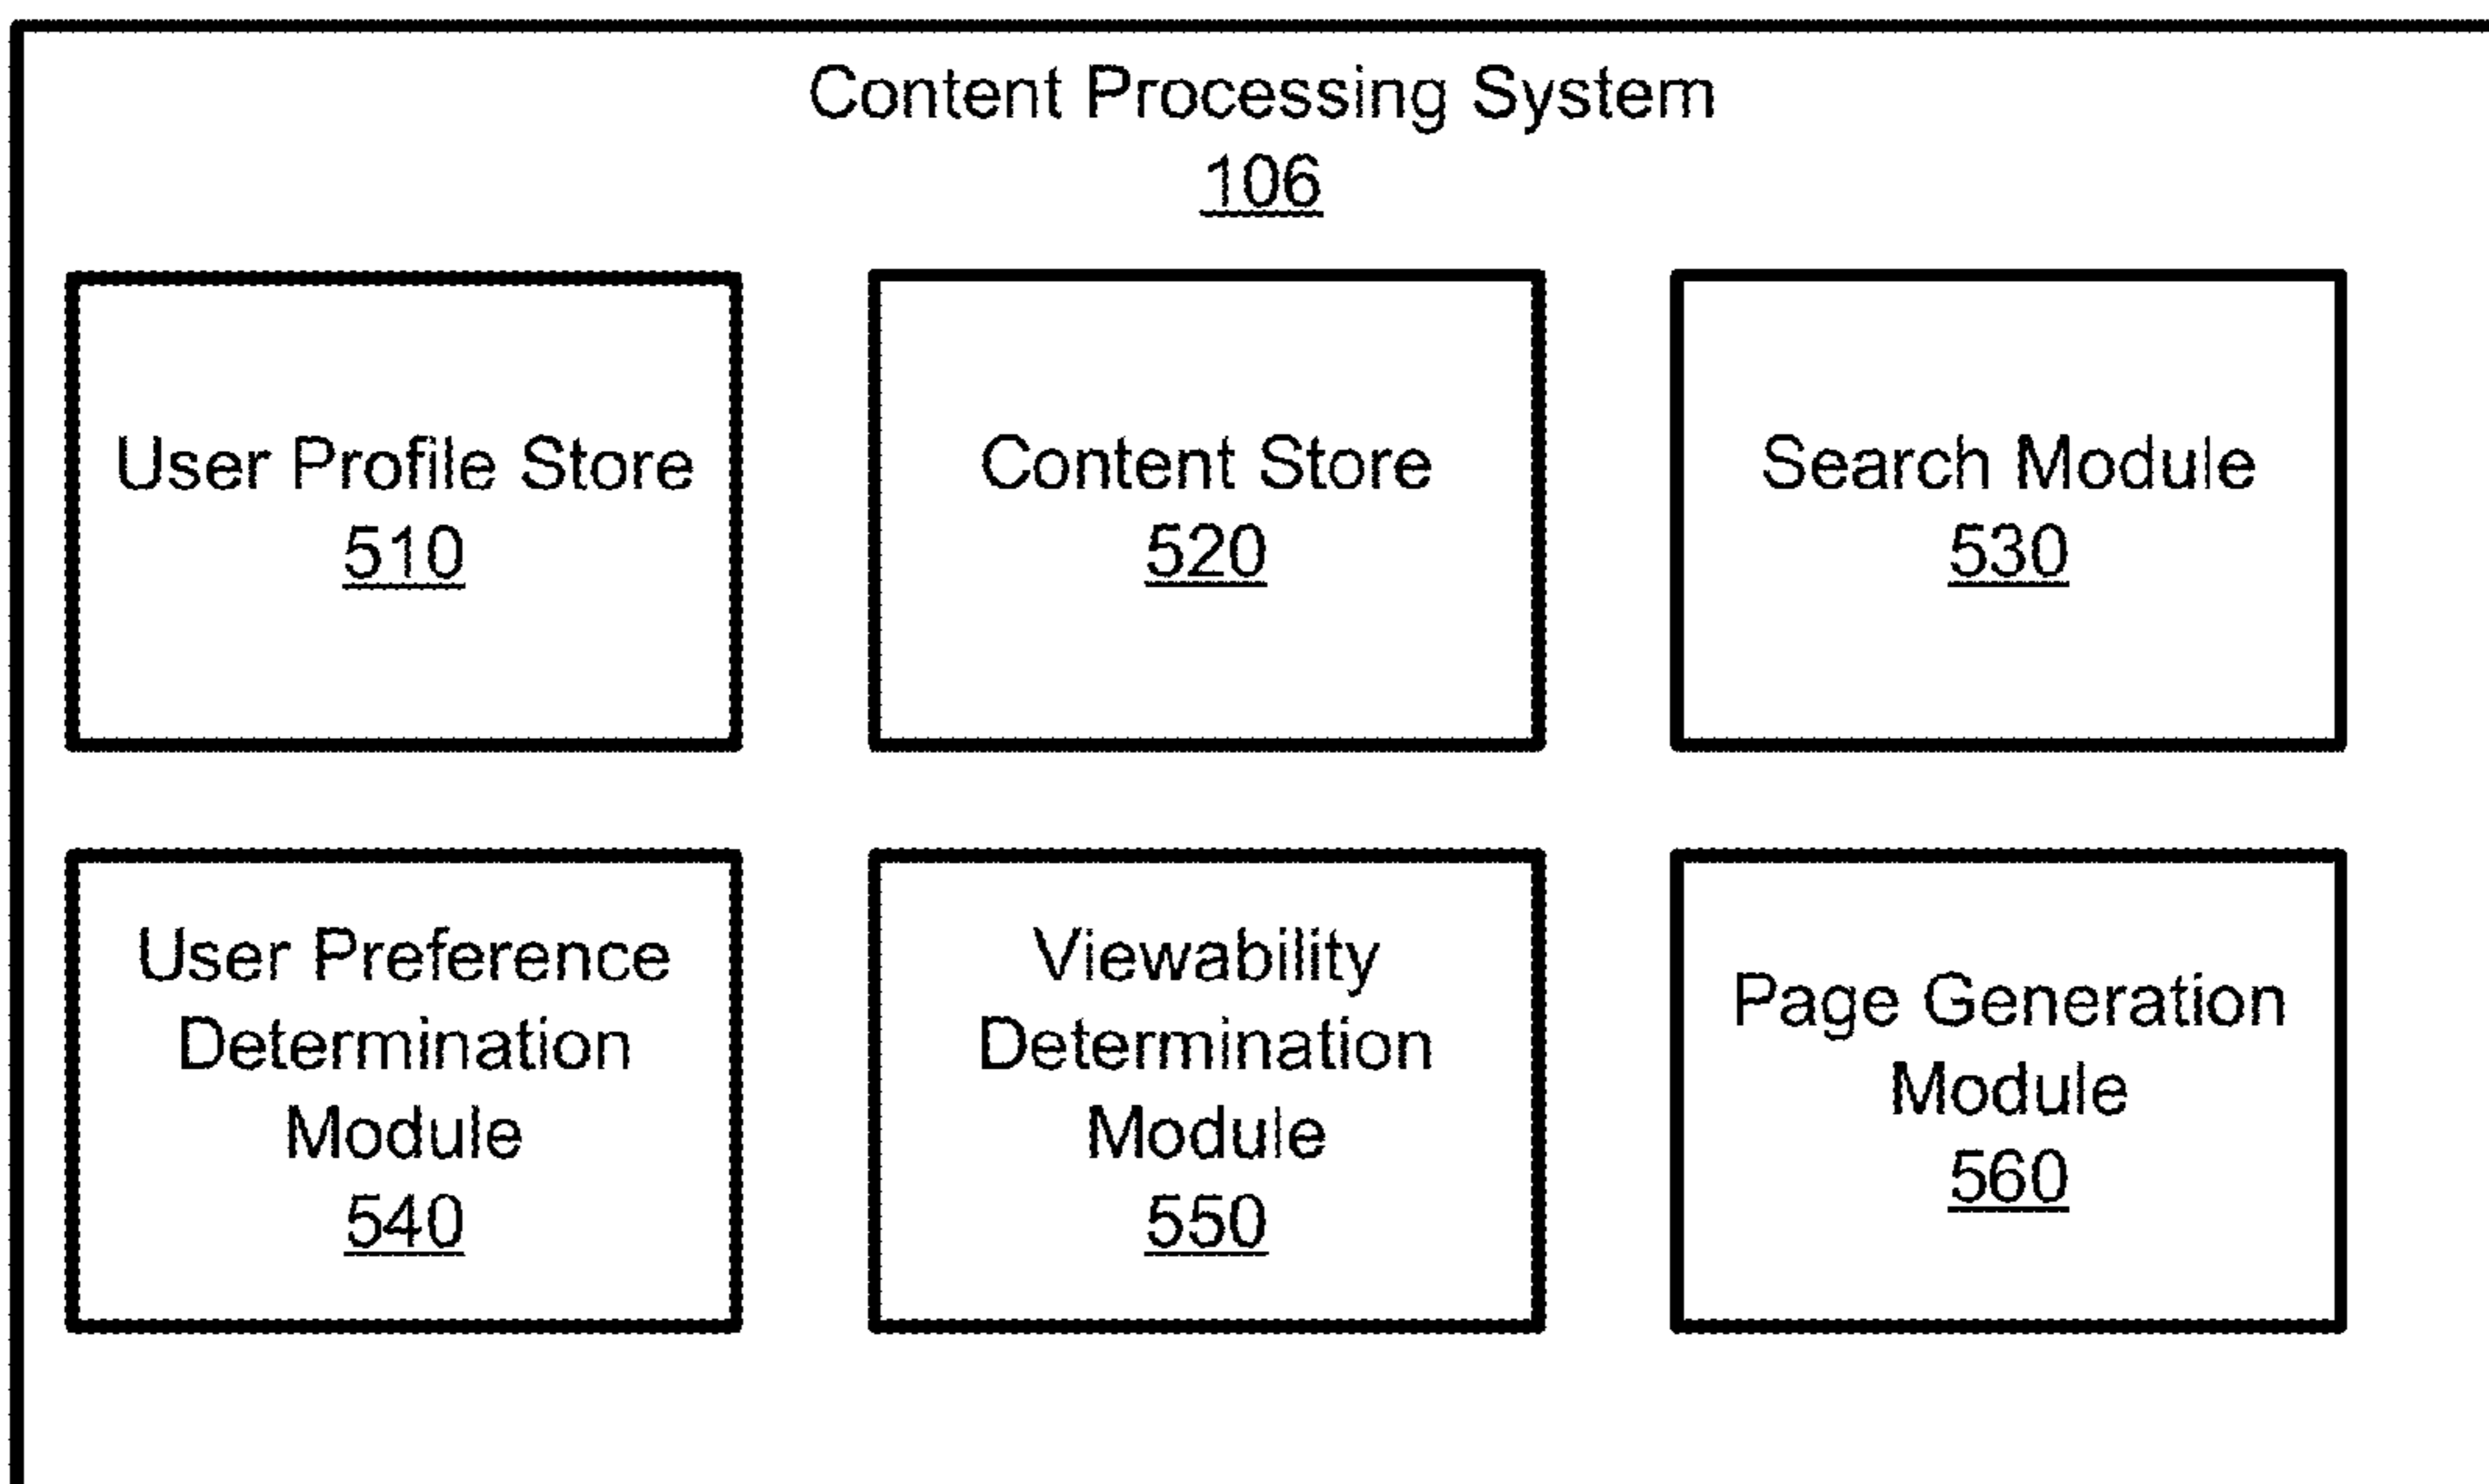 Content Processing System
106
User Profile Store
510
Content Store
520
Search Module
530
User Preference
Determination
Module
540
Viewability
Determination
Module
550
Page Generation
Module
560